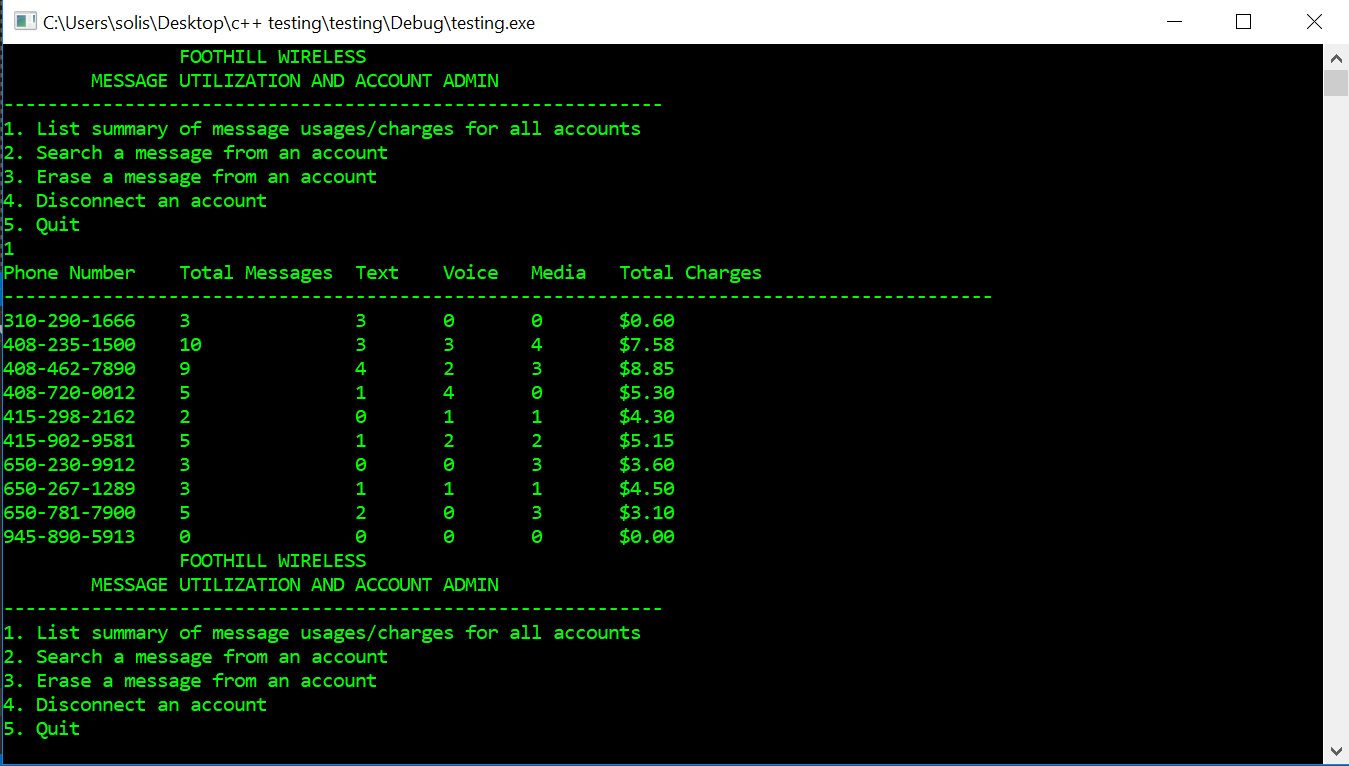 C:\Users\solis\Desktop\c++ testing\testing\Debug\testing.exe
FOOTHILL WIRELESS
MESSAGE UTILIZATION AND ACCOUNT ADMIN
------------------------------------------------------------
1. List summary of message usages/charges for all accounts
2. Search a message from an account
3. Erase a message from an account
4. Disconnect an account
5. Quit
1
Phone Number    Total Messages  Text    Voice   Media   Total Charges
------------------------------------------------------------------------------------------
310-290-1666    3               3       0       0       $0.60
408-235-1500    10              3       3       4       $7.58
408-462-7890    9               4       2       3       $8.85
408-720-0012    5               1       4       0       $5.30
415-298-2162    2               0       1       1       $4.30
415-902-9581    5               1       2       2       $5.15
650-230-9912    3               0       0       3       $3.60
650-267-1289    3               1       1       1       $4.50
650-781-7900    5               2       0       3       $3.10
945-890-5913    0               0       0       0       $0.00
FOOTHILL WIRELESS
MESSAGE UTILIZATION AND ACCOUNT ADMIN
------------------------------------------------------------
1. List summary of message usages/charges for all accounts
2. Search a message from an account
3. Erase a message from an account
4. Disconnect an account
5. Quit